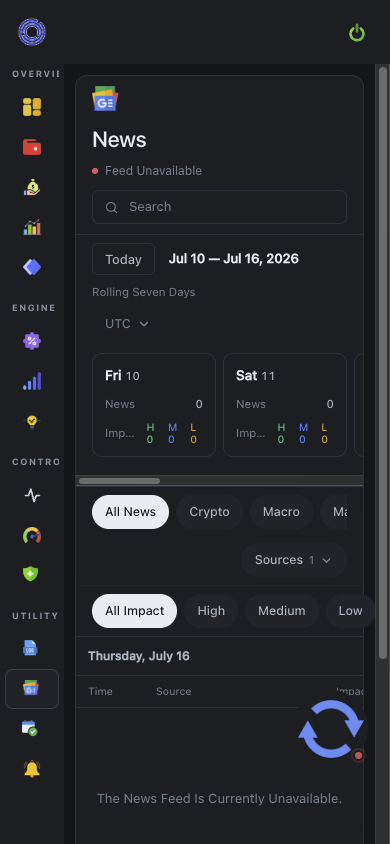 OVERVIE
News
Feed Unavailable
Search
Today Jul 10 — Jul 16, 2026
Rolling Seven Days
UTC
Fri 10 Sat 11
News 0 News 0
Imp... H M L Imp... H M L
0 0 0 0 0 0
ENGINE
CONTRO
All News Crypto Macro Ma
Sources 1
All Impact High Medium Low
UTILITY
LOG
Thursday, July 16
Time Source Impac
The News Feed Is Currently Unavailable.